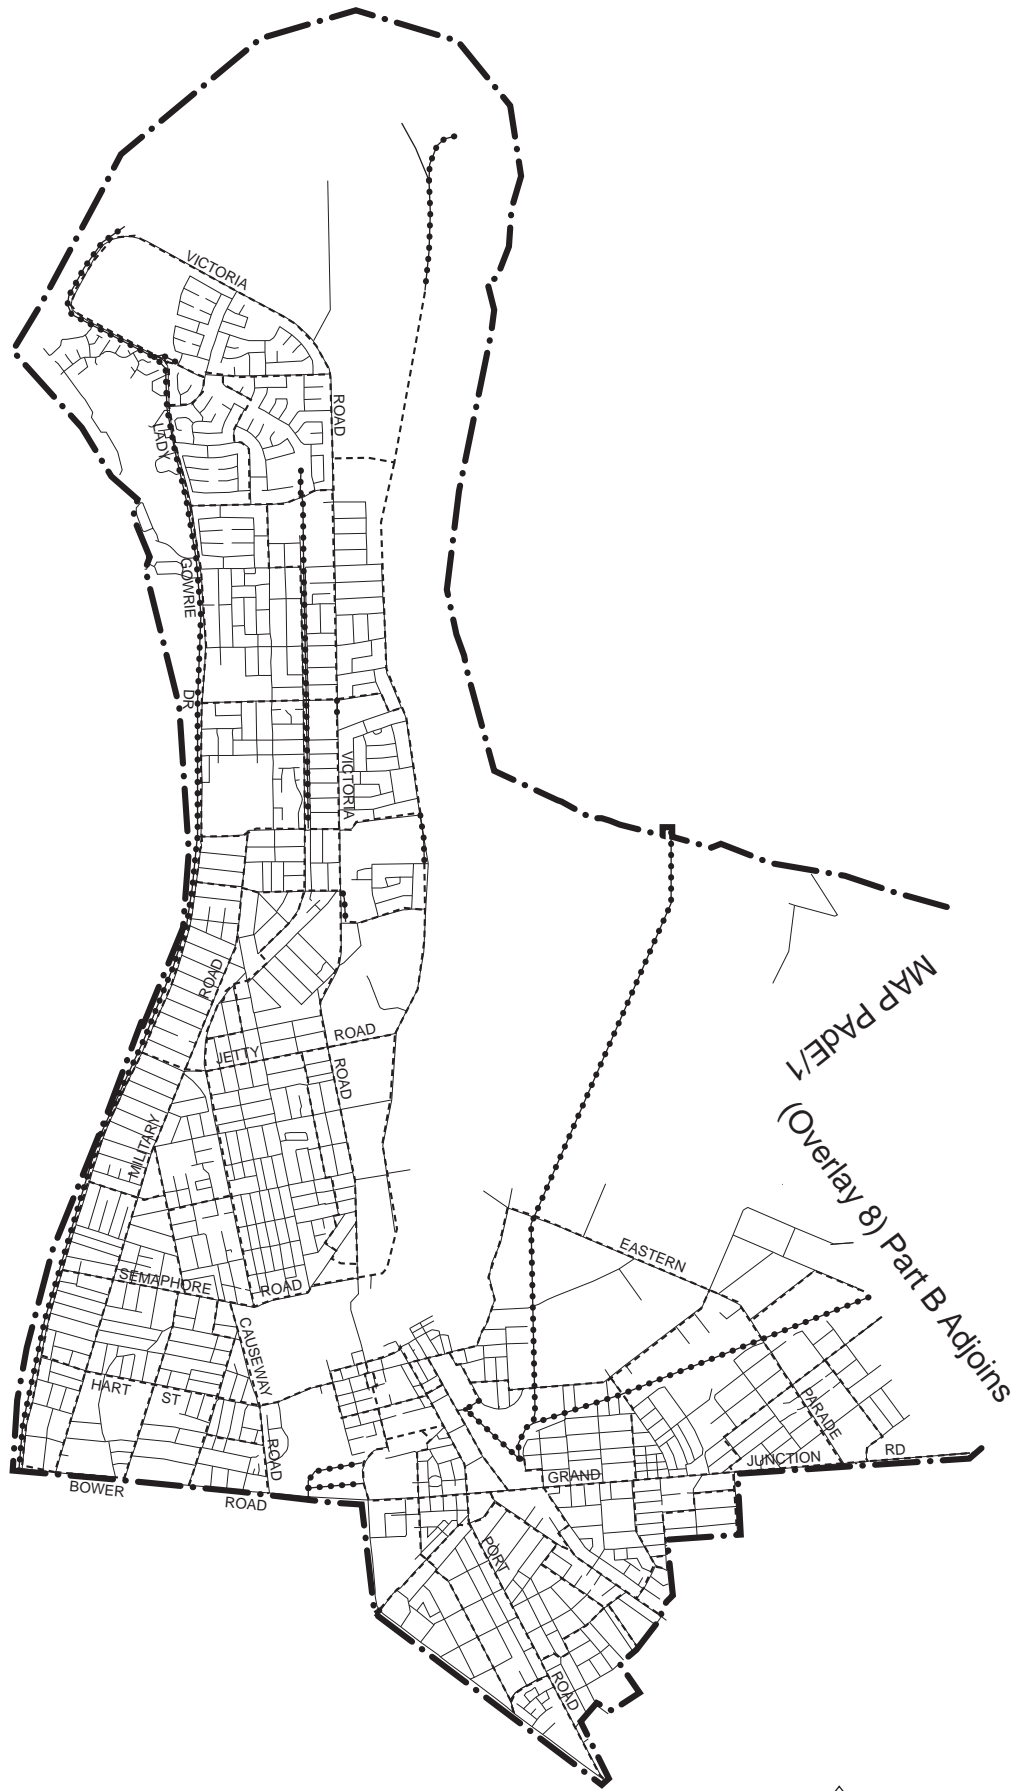 VICTORIA
ROAD
LADY
GOWRIE
DR
VICTORIA
ROAD
MAP PAdE/1
(Overlay 8) Part B Adjoins
ROAD
JETTY
ROAD
MILITARY
EASTERN
SEMAPHORE
ROAD
CAUSEWAY
HART
ST
PARADE
ROAD
JUNCTION
RD
GRAND
BOWER
ROAD
PORT
ROAD